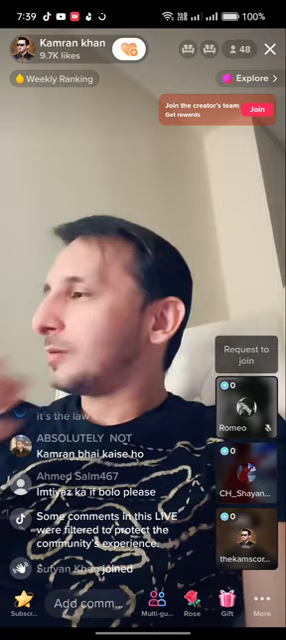 7:39
100%
Kamran khan
9.7K likes
48
Weekly Ranking
Explore >
Join the creator's team
Get rewards
Join
Request to
join
0
Romeo
it's the law
ABSOLUTELY NOT
Kamran bhai kaise ho
0
CH_Shayan...
Ahmed Salm467
Imtiyaz ka if bolo please
Some comments in this LIVE
were filtered to protect the
community's experience.
0
thekamscor...
Sufyan Khan joined
Subscr...
Add comm...
Multi-gu...
Rose
Gift
More